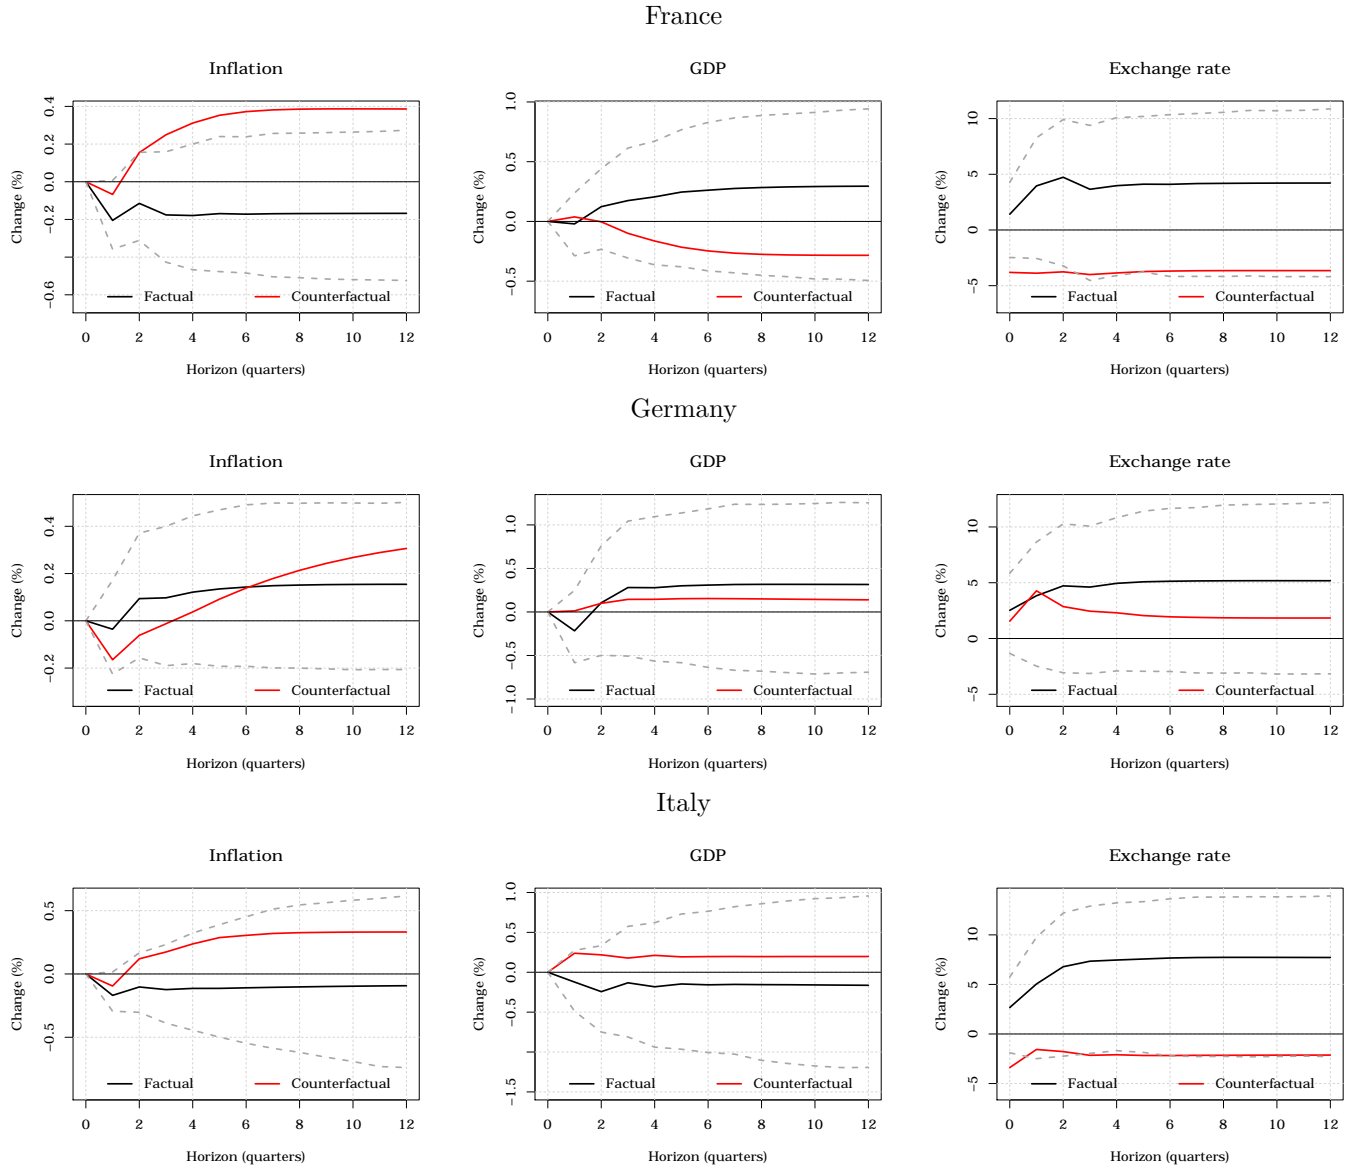 France
Inflation
GDP
Exchange rate
Change (%)
0.4
0.2
0.0
−0.2
−0.6
Factual
Counterfactual
0 2 4 6 8 10 12
Horizon (quarters)
Change (%)
1.0
0.5
0.0
−0.5
Factual
Counterfactual
0 2 4 6 8 10 12
Horizon (quarters)
Change (%)
10
5
0
−5
Factual
Counterfactual
0 2 4 6 8 10 12
Horizon (quarters)
Germany
Inflation
GDP
Exchange rate
Change (%)
0.4
0.2
0.0
−0.2
Factual
Counterfactual
0 2 4 6 8 10 12
Horizon (quarters)
Change (%)
1.0
0.5
0.0
−0.5
−1.0
Factual
Counterfactual
0 2 4 6 8 10 12
Horizon (quarters)
Change (%)
10
5
0
−5
Factual
Counterfactual
0 2 4 6 8 10 12
Horizon (quarters)
Italy
Inflation
GDP
Exchange rate
Change (%)
0.5
0.0
−0.5
Factual
Counterfactual
0 2 4 6 8 10 12
Horizon (quarters)
Change (%)
1.0
0.5
0.0
−0.5
−1.5
Factual
Counterfactual
0 2 4 6 8 10 12
Horizon (quarters)
Change (%)
10
5
0
−5
Factual
Counterfactual
0 2 4 6 8 10 12
Horizon (quarters)